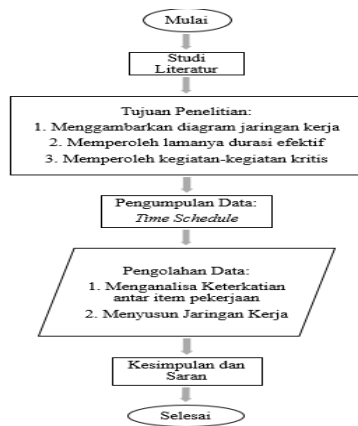 Mulai
Studi
Literatur
Tujuan Penelitian:
1. Menggambarkan diagram jaringan kerja
2. Memperoleh lamanya durasi efektif
3. Memperoleh kegiatan-kegiatan kritis
Pengumpulan Data:
Time Schedule
Pengolahan Data:
1. Menganalisa Keterkatian
antar item pekerjaan
2. Menyusun Jaringan Kerja
Kesimpulan dan
Saran
Selesai